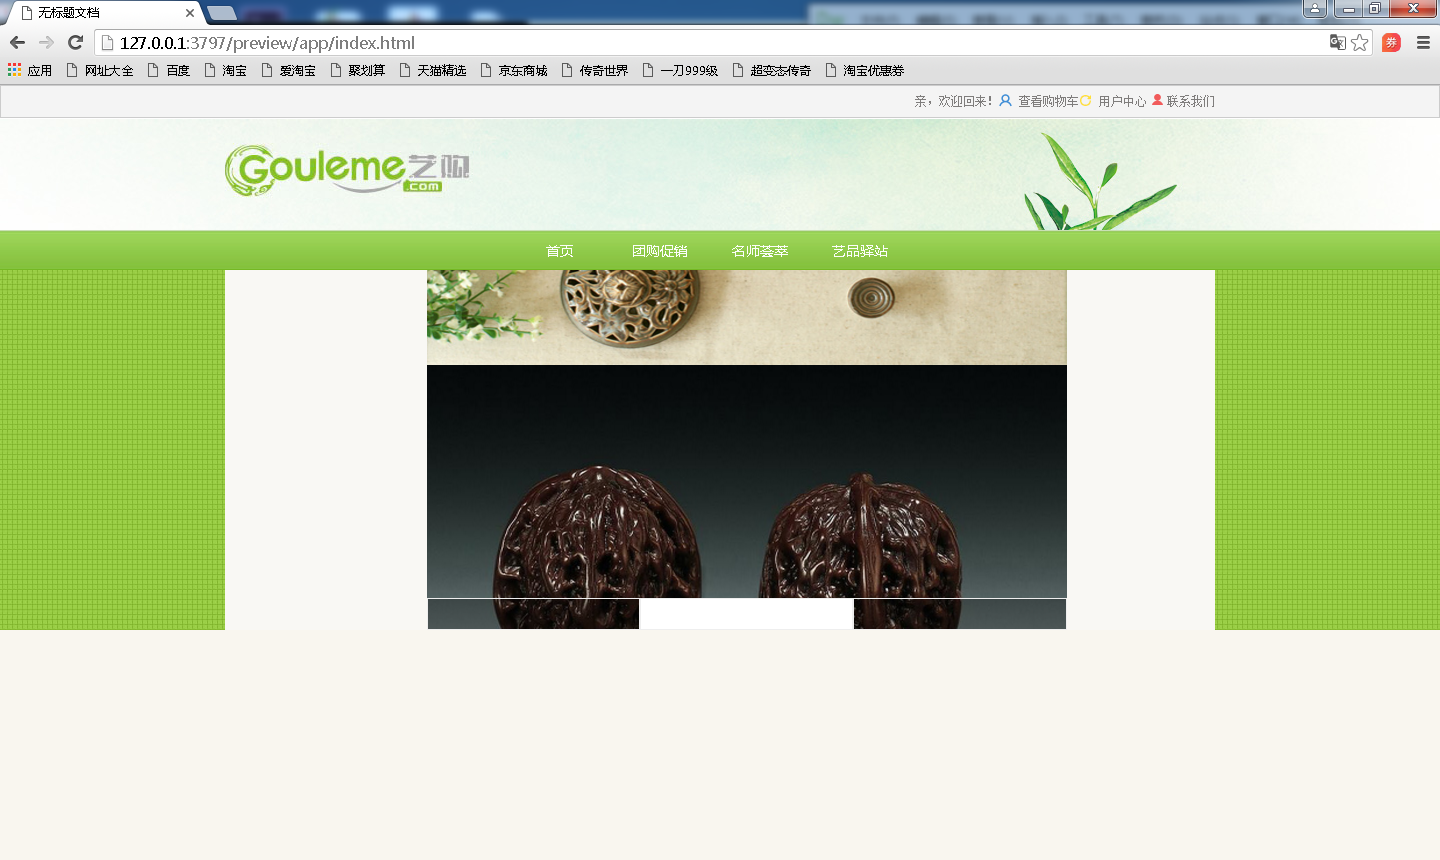 无标题文档
127.0.0.1:3797/preview/app/index.html
券
应用 网址大全 百度 淘宝 爱淘宝 聚划算 天猫精选 京东商城 传奇世界 一刀999级 超变态传奇 淘宝优惠券
亲，欢迎回来! 查看购物车 用户中心 联系我们
Gouleme艺购
.com
首页 团购促销 名师荟萃 艺品驿站